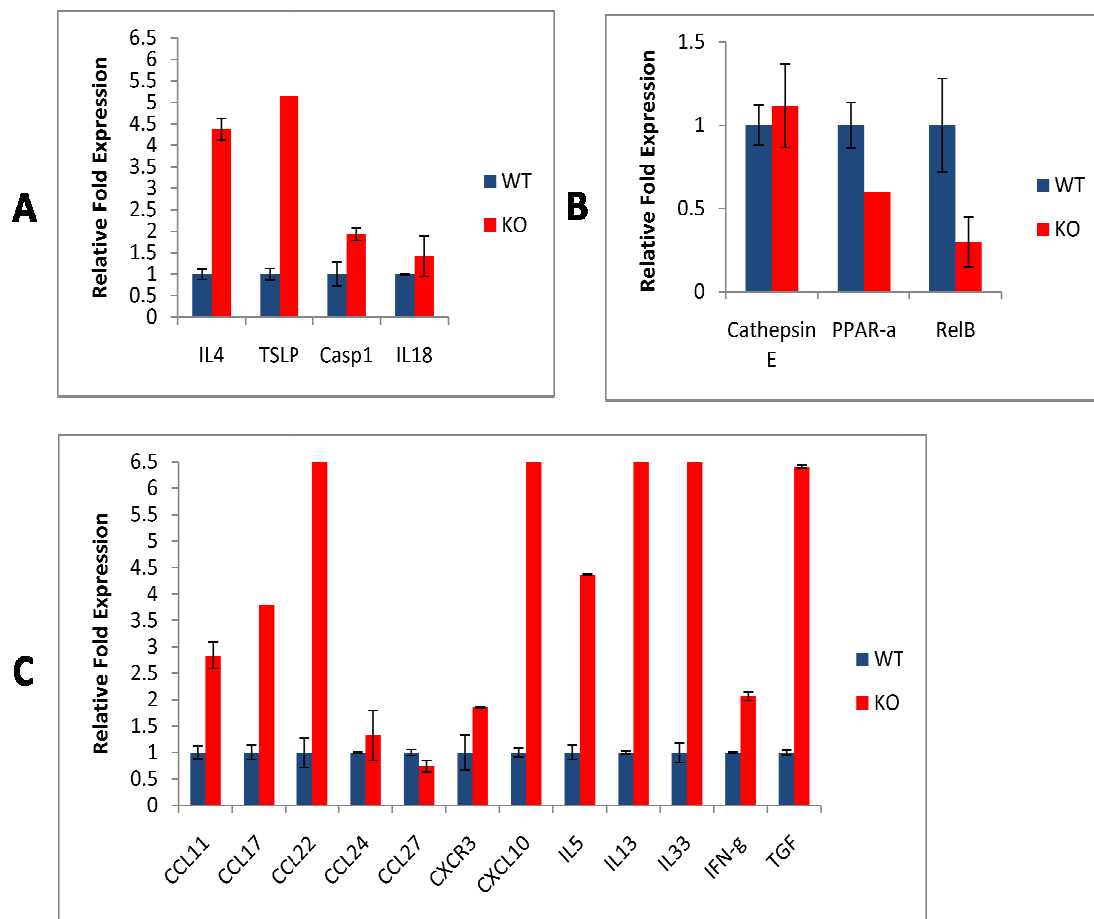 A
Relative Fold Expression
6.5
6
5.5
5
4.5
4
3.5
3
2.5
2
1.5
1
0.5
0
IL4 TSLP Casp1 IL18
WT
KO
B
Relative Fold Expression
1.5
1
0.5
0
Cathepsin PPAR-a RelB
E
WT
KO
C
Relative Fold Expression
6.5
6
5.5
5
4.5
4
3.5
3
2.5
2
1.5
1
0.5
0
CCL11 CCL17 CCL22 CCL24 CCL27 CXCR3 CXCL10 IL5 IL13 IL33 IFN-g TGF
WT
KO